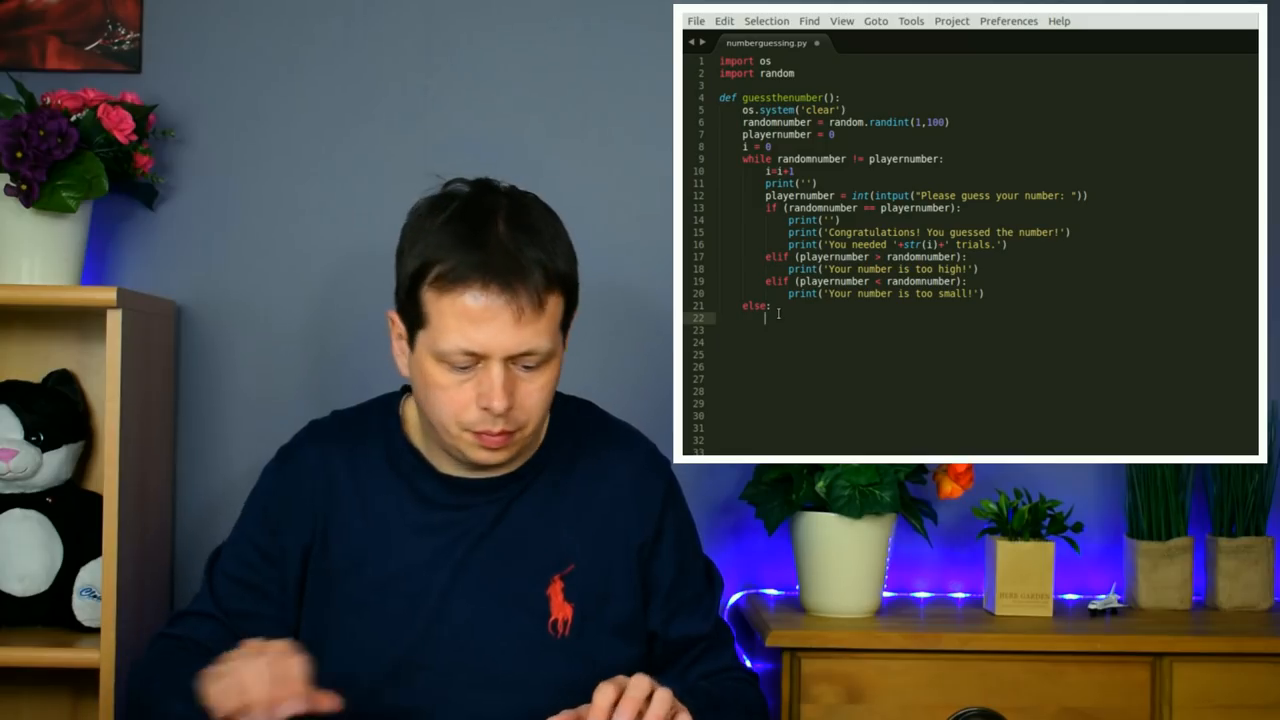 File Edit Selection Find View Goto Tools Project Preferences Help
numberguessing.py
1 import os
2 import random
3
4 def guessthenumber():
5 os.system('clear')
6 randomnumber = random.randint(1,100)
7 playernumber = 0
8 i = 0
9 while randomnumber != playernumber:
10 i=i+1
11 print('')
12 playernumber = int(intput("Please guess your number: "))
13 if (randomnumber == playernumber):
14 print('')
15 print('Congratulations! You guessed the number!')
16 print('You needed '+str(i)+' trials.')
17 elif (playernumber > randomnumber):
18 print('Your number is too high!')
19 elif (playernumber < randomnumber):
20 print('Your number is too small!')
21 else:
22
23
24
25
26
27
28
29
30
31
32
33
HERB GARDEN